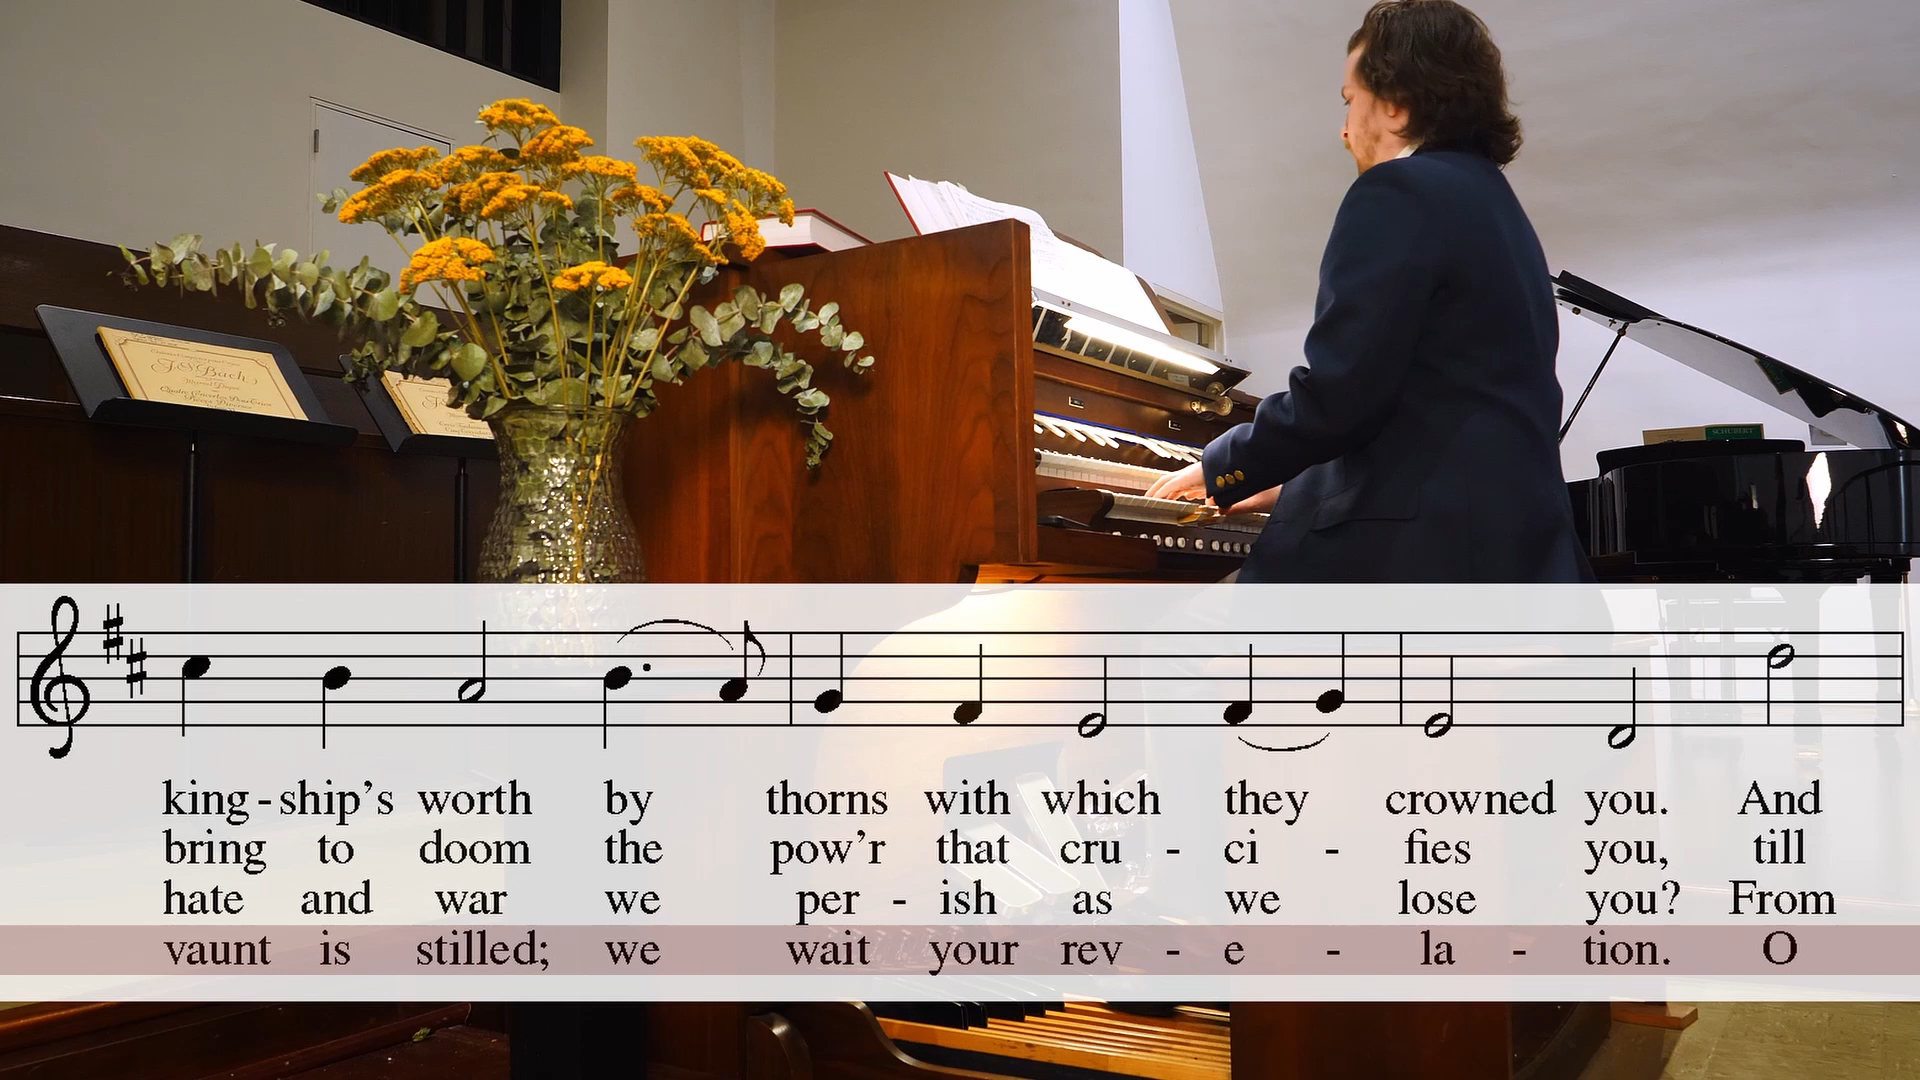 J.S. Bach
SCHUBERT
king - ship's worth by thorns with which they crowned you. And
bring to doom the pow'r that cru - ci - fies you, till
hate and war we per - ish as we lose you? From
vaunt is stilled; we wait your rev - e - la - tion. O